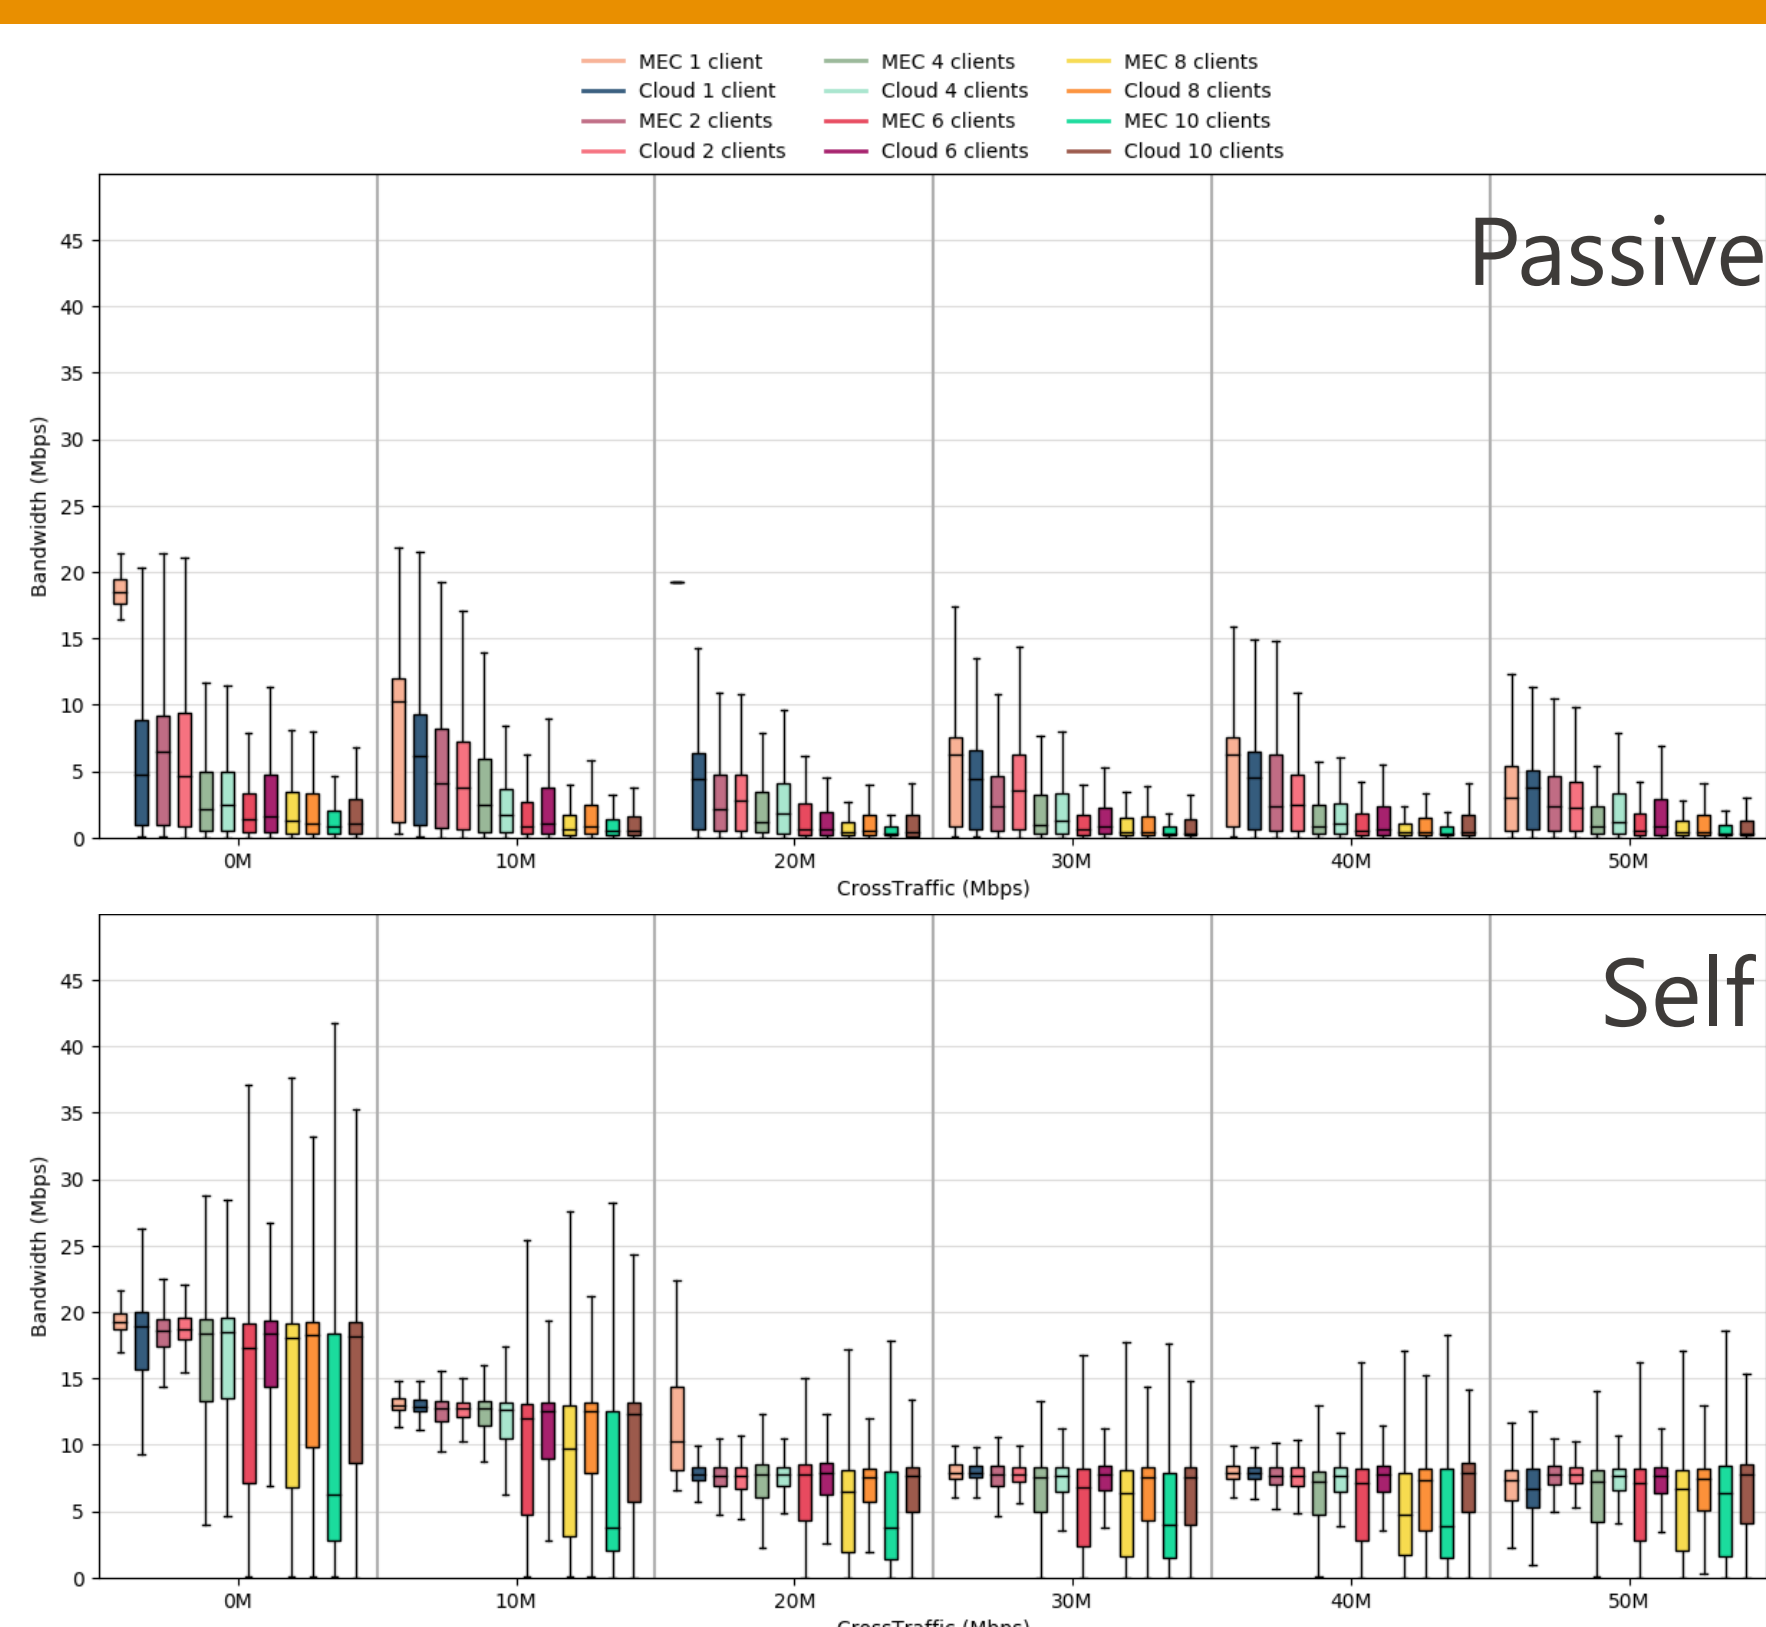 MEC 1 client
Cloud 1 client
MEC 2 clients
Cloud 2 clients
MEC 4 clients
Cloud 4 clients
MEC 6 clients
Cloud 6 clients
MEC 8 clients
Cloud 8 clients
MEC 10 clients
Cloud 10 clients
Passive
Bandwidth (Mbps)
45
40
35
30
25
20
15
10
5
0
0M 10M 20M 30M 40M 50M
CrossTraffic (Mbps)
Self
Bandwidth (Mbps)
45
40
35
30
25
20
15
10
5
0
0M 10M 20M 30M 40M 50M
CrossTraffic (Mbps)